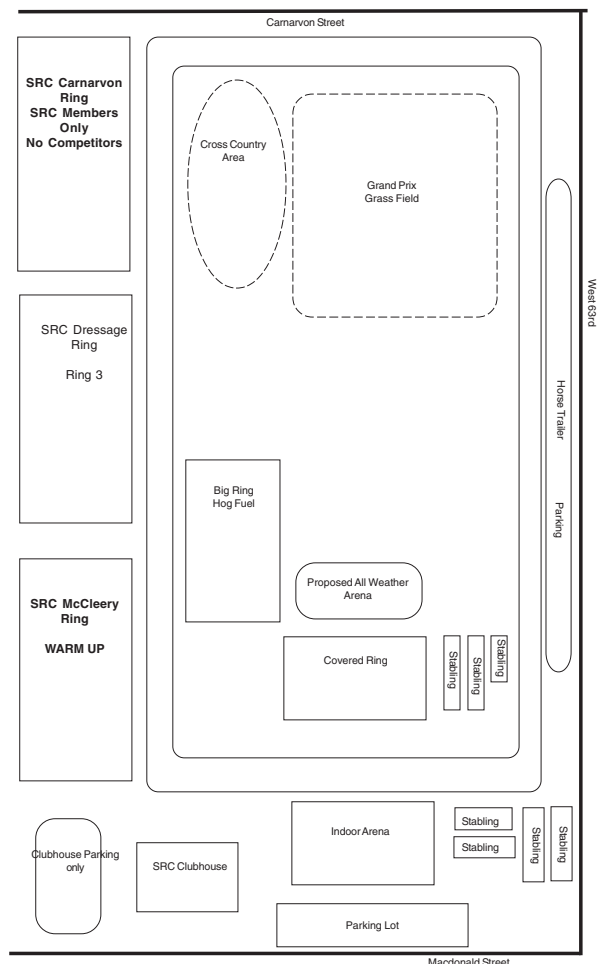 Carnarvon Street
SRC Carnarvon
Ring
SRC Members
Only
No Competitors
Cross Country
Area
Grand Prix
Grass Field
West 63rd
SRC Dressage
Ring
Ring 3
Horse Trailer
Parking
Big Ring
Hog Fuel
Proposed All Weather
Arena
SRC McCleery
Ring
WARM UP
Covered Ring
Stabling
Stabling
Stabling
Indoor Arena
Stabling
Stabling
Stabling
Stabling
Clubhouse Parking
only
SRC Clubhouse
Parking Lot
Macdonald Street